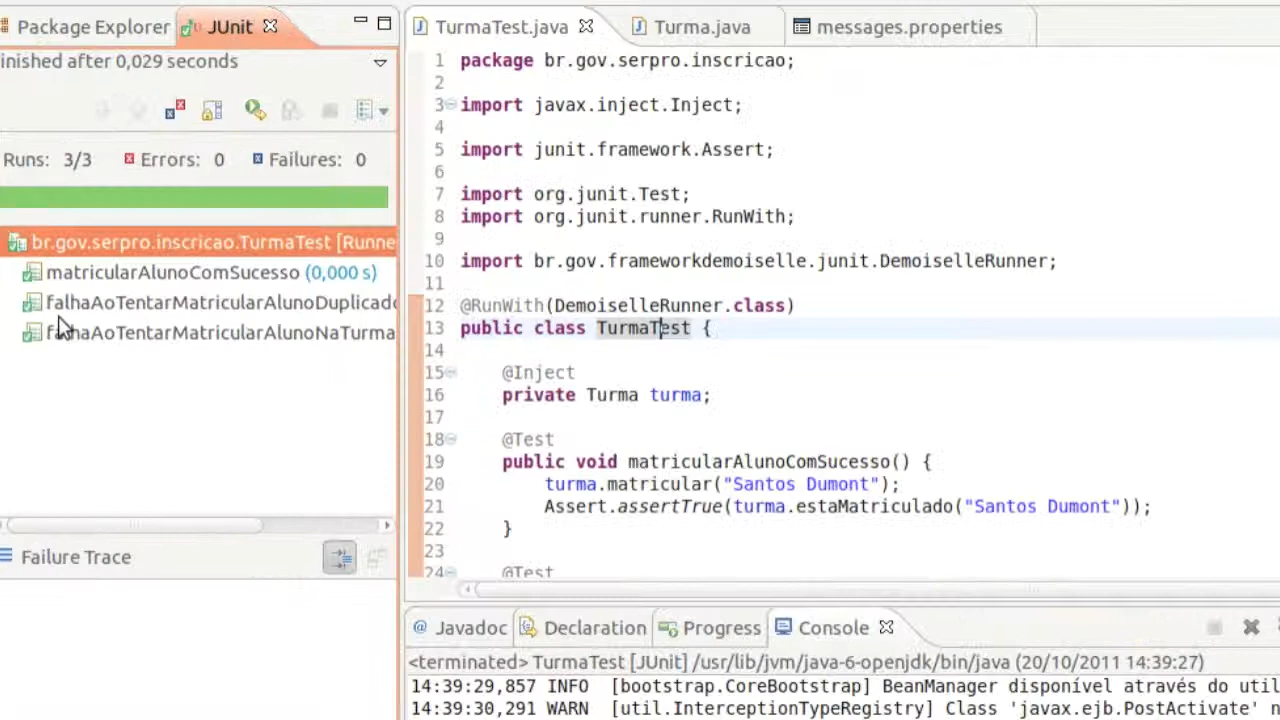 Package Explorer
JUnit
inished after 0,029 seconds
Runs: 3/3 Errors: 0 Failures: 0
br.gov.serpro.inscricao.TurmaTest [Runne
matricularAlunoComSucesso (0,000 s)
falhaAoTentarMatricularAlunoDuplicado
falhaAoTentarMatricularAlunoNaTurma
Failure Trace
TurmaTest.java
Turma.java
messages.properties
1 package br.gov.serpro.inscricao;
2
3 import javax.inject.Inject;
4
5 import junit.framework.Assert;
6
7 import org.junit.Test;
8 import org.junit.runner.RunWith;
9
10 import br.gov.frameworkdemoiselle.junit.DemoiselleRunner;
11
12 @RunWith(DemoiselleRunner.class)
13 public class TurmaTest {
14
15 @Inject
16 private Turma turma;
17
18 @Test
19 public void matricularAlunoComSucesso() {
20 turma.matricular("Santos Dumont");
21 Assert.assertTrue(turma.estaMatriculado("Santos Dumont"));
22 }
23
24 @Test
@ Javadoc
Declaration
Progress
Console
<terminated> TurmaTest [JUnit] /usr/lib/jvm/java-6-openjdk/bin/java (20/10/2011 14:39:27)
14:39:29,857 INFO [bootstrap.CoreBootstrap] BeanManager disponível através do util
14:39:30,291 WARN [util.InterceptionTypeRegistry] Class 'javax.ejb.PostActivate' n